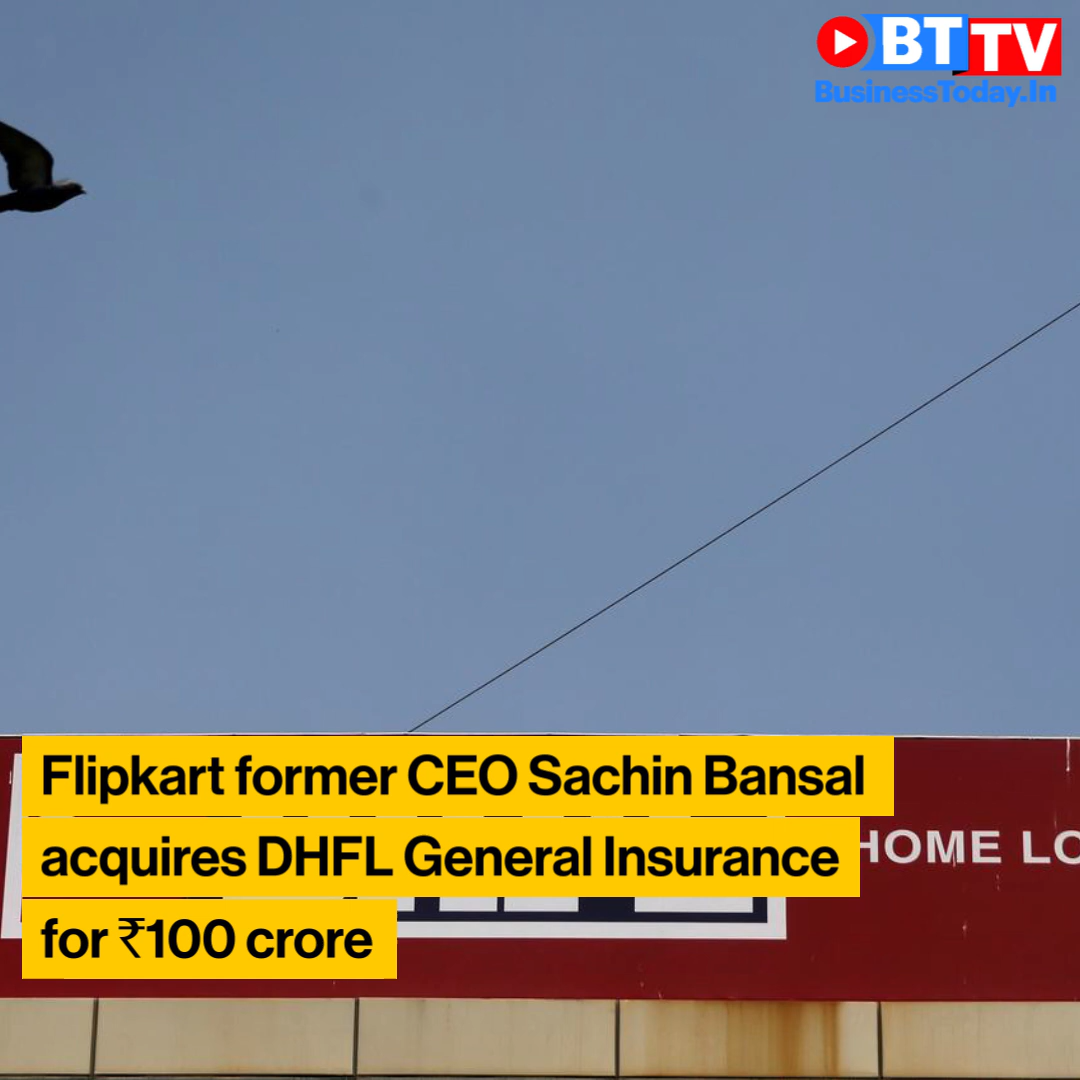 BT TV
BusinessToday.In
Flipkart former CEO Sachin Bansal
acquires DHFL General Insurance
HOME LO
for ₹100 crore